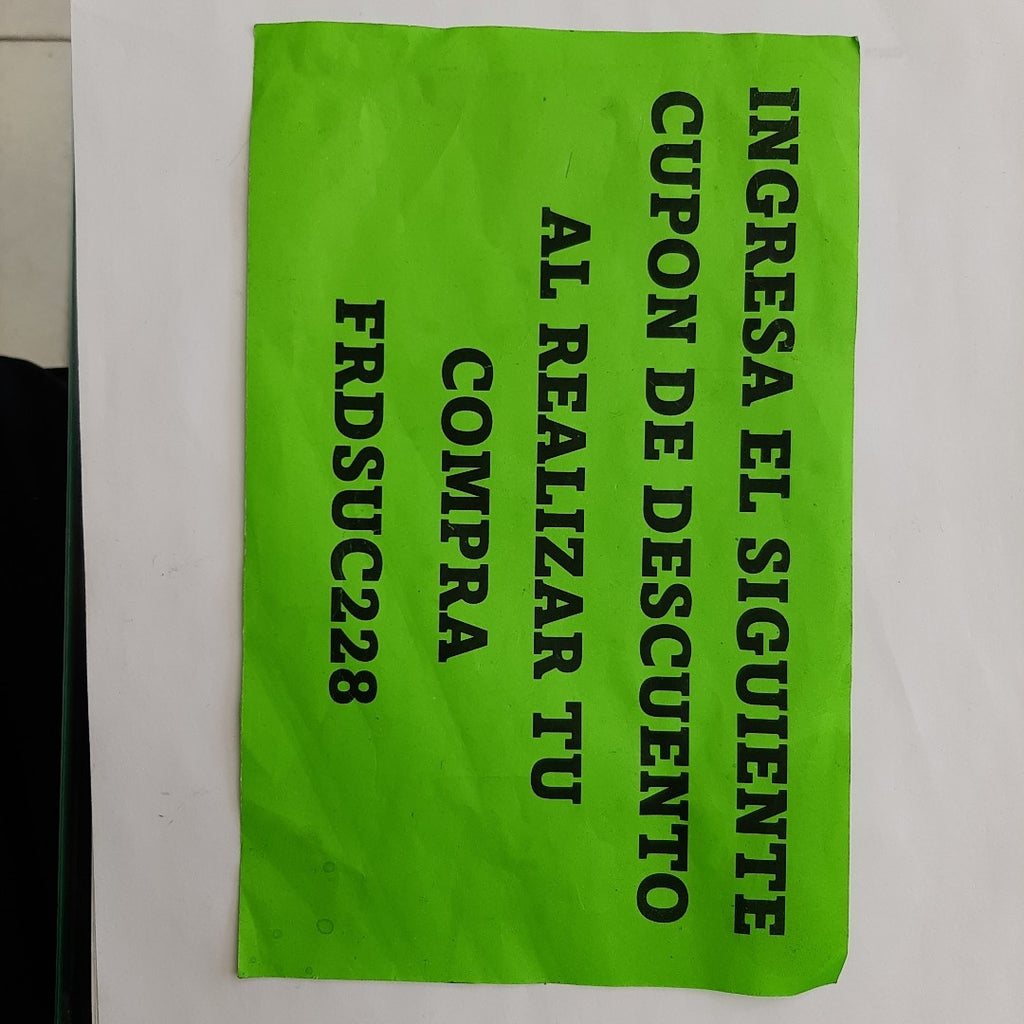 INGRESA EL SIGUIENTE
CUPON DE DESCUENTO
AL REALIZAR TU
COMPRA
FRDSUC228